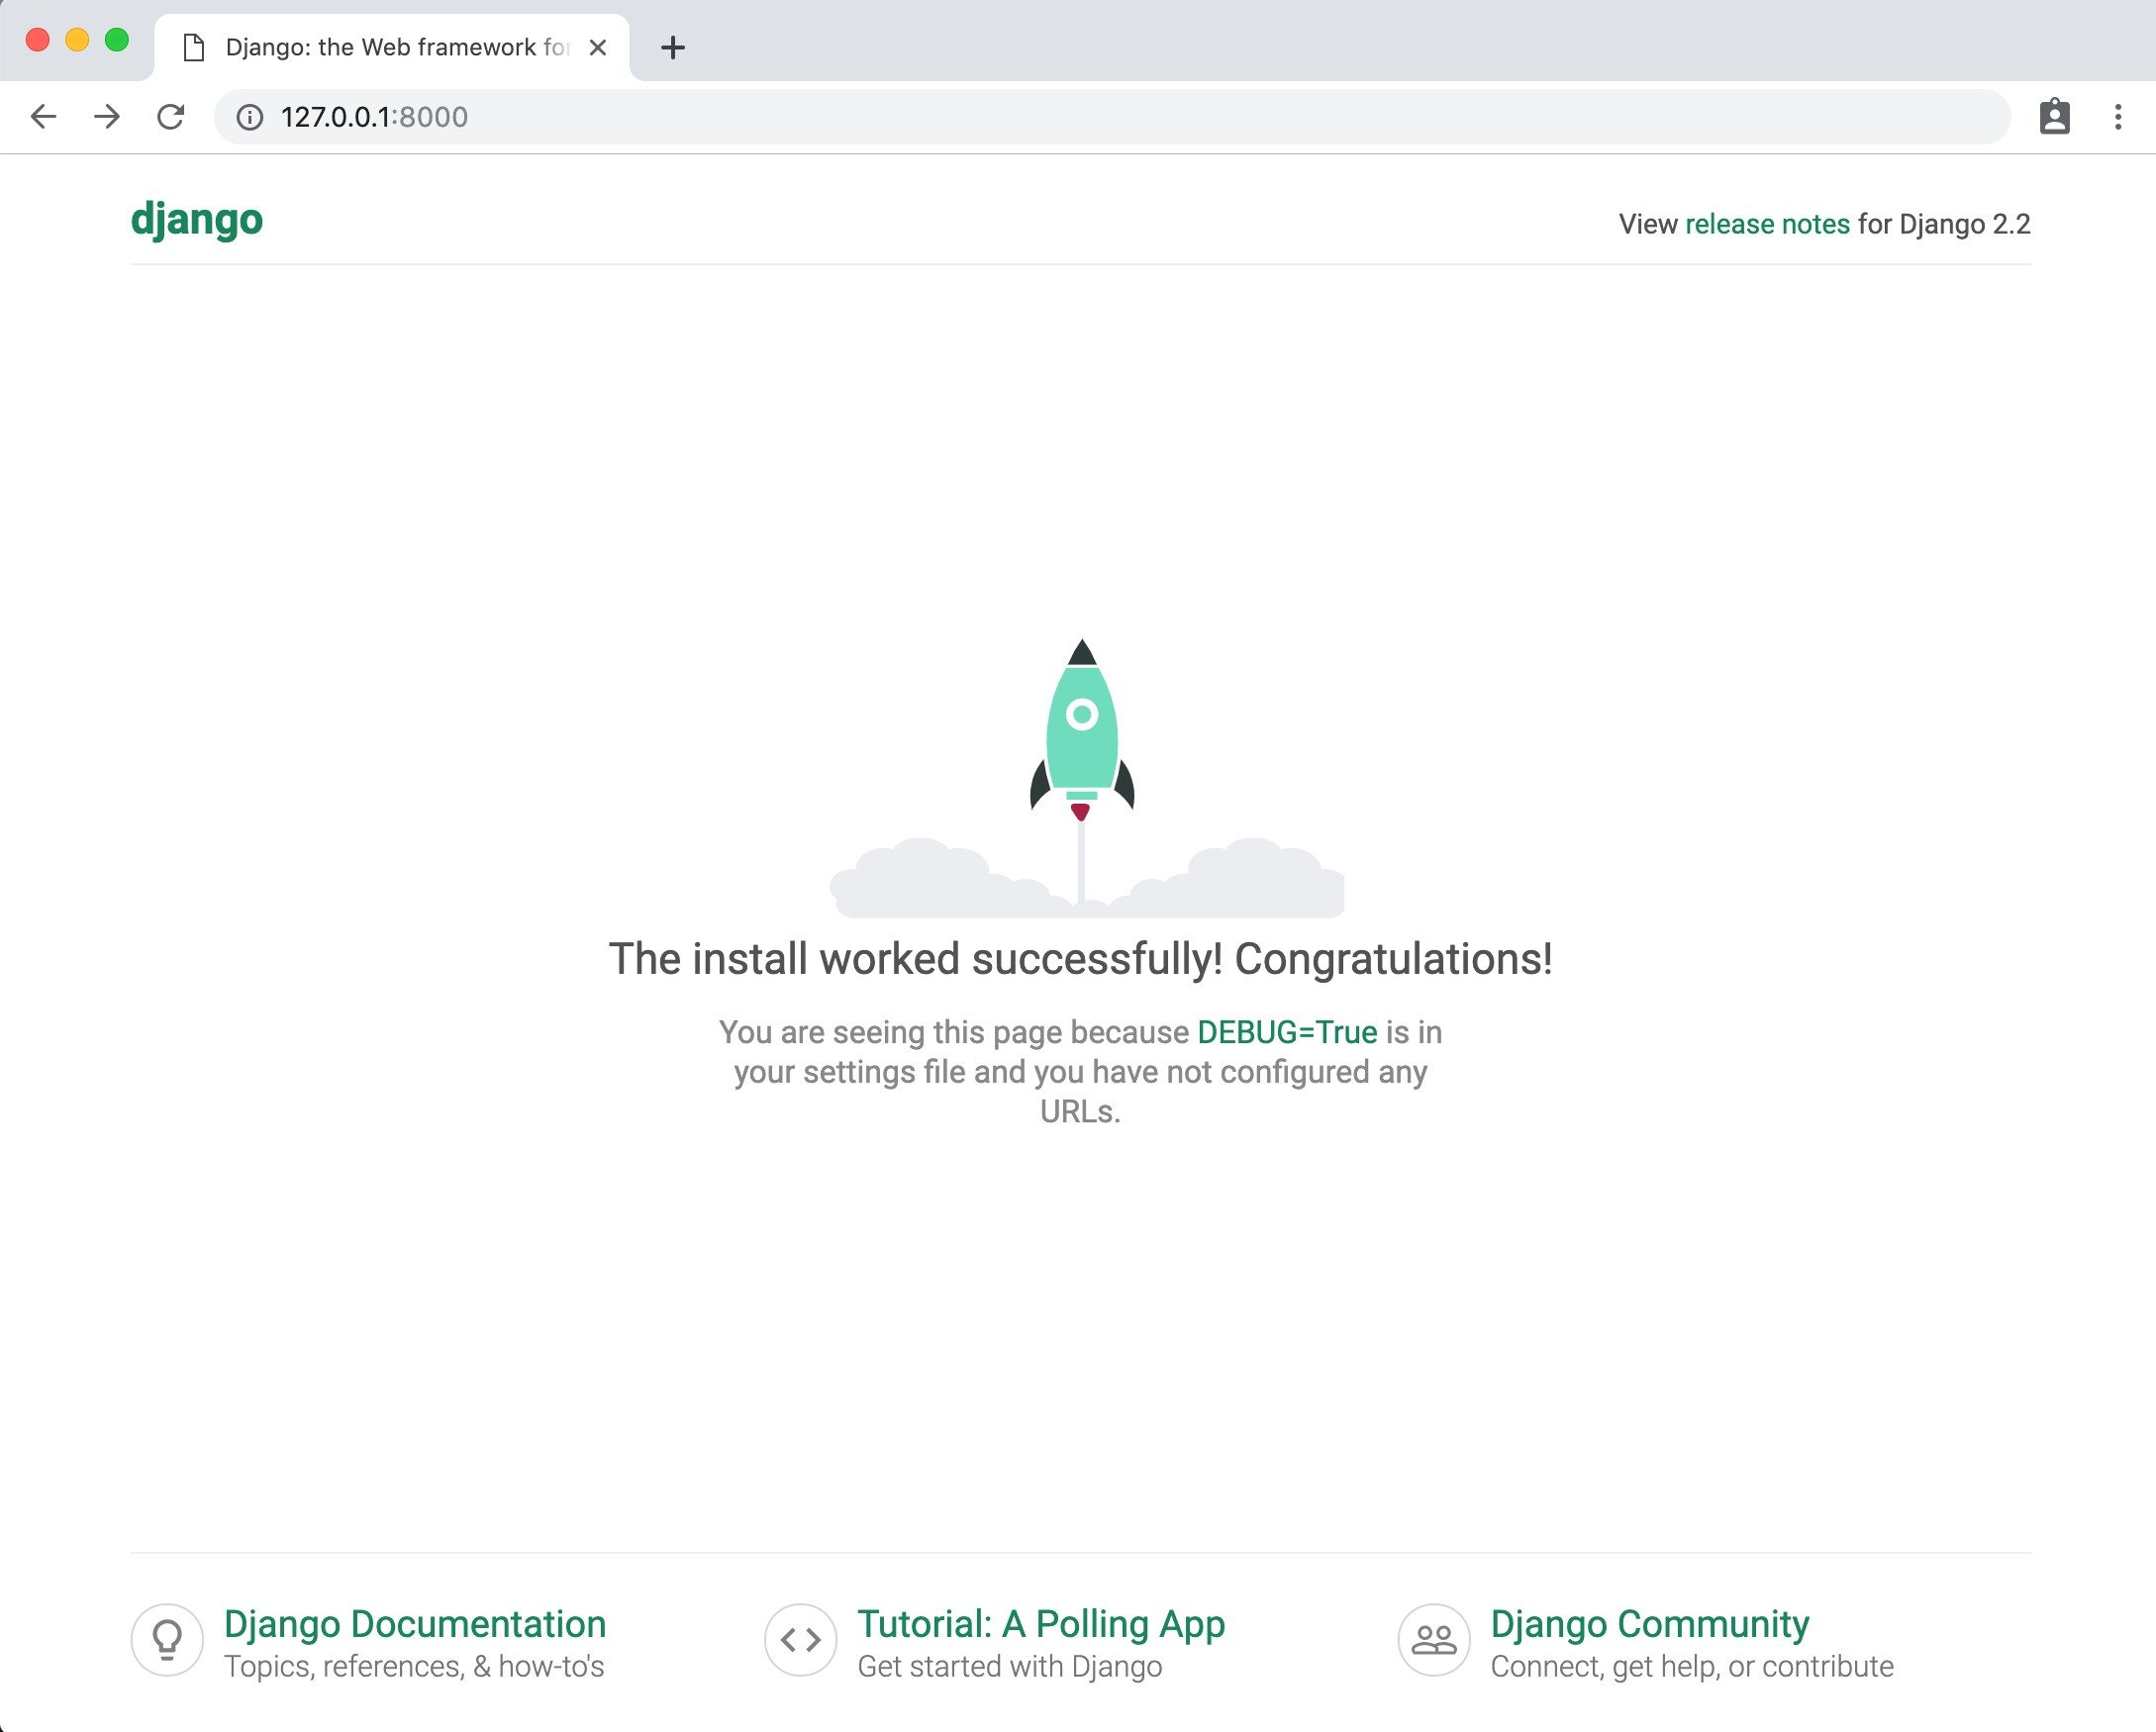 Django: the Web framework for
127.0.0.1:8000
django
View release notes for Django 2.2
The install worked successfully! Congratulations!
You are seeing this page because DEBUG=True is in
your settings file and you have not configured any
URLs.
Django Documentation
Topics, references, & how-to's
Tutorial: A Polling App
Get started with Django
Django Community
Connect, get help, or contribute